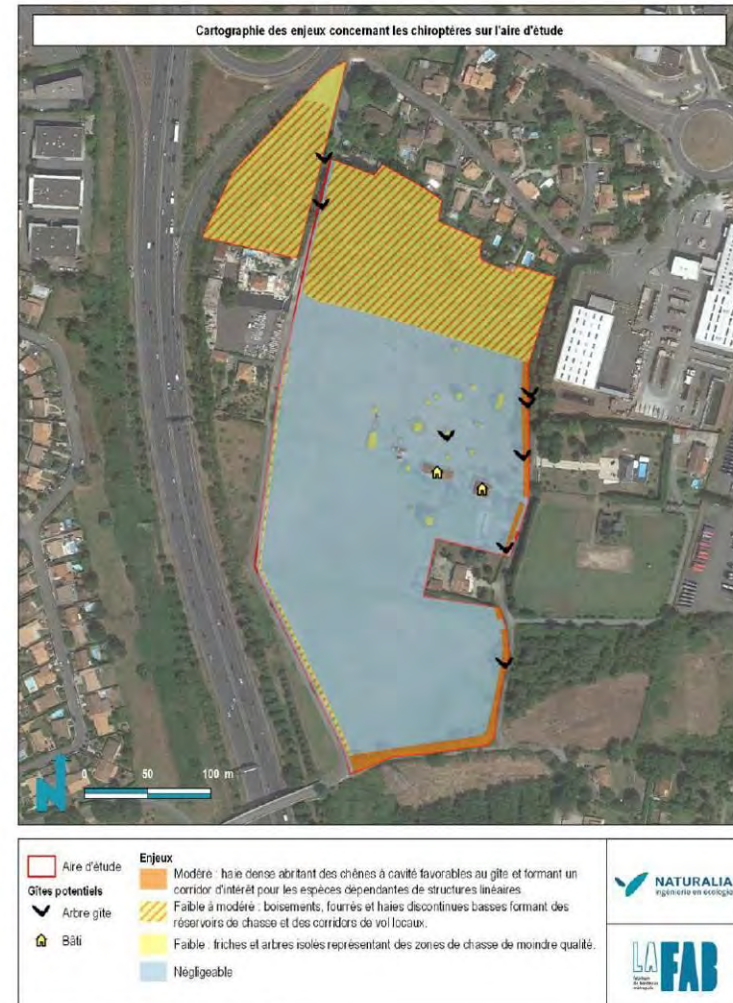 Cartographie des enjeux concernant les chiroptères sur l'aire d'étude
N
0 50 100 m
Aire d'étude
Gîtes potentiels
Arbre gîte
Bâti
Enjeux
Modéré : haie dense abritant des chênes à cavité favorables au gîte et formant un
corridor d'intérêt pour les espèces dépendantes de structures linéaires.
Faible à modéré : boisements, fourrés et haies discontinues basses formant des
réservoirs de chasse et des corridors de vol locaux.
Faible : friches et arbres isolés représentant des zones de chasse de moindre qualité.
Négligeable
NATURALIA
Ingénierie en écologie
LA FAB